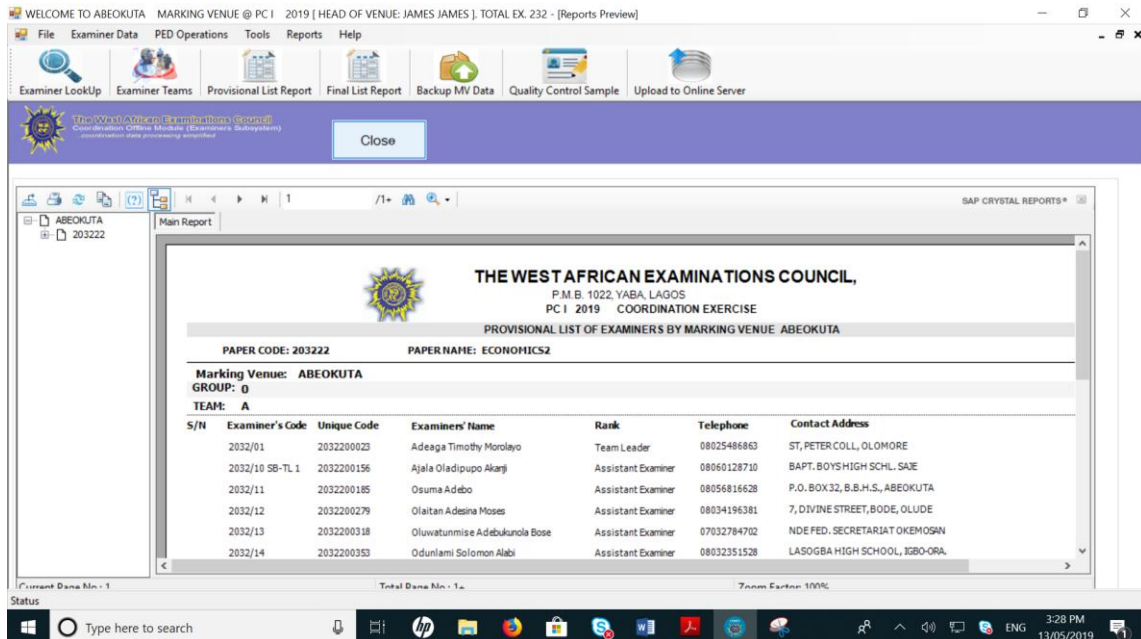 WELCOME TO ABEOKUTA MARKING VENUE @ PC I 2019 [ HEAD OF VENUE: JAMES JAMES ]. TOTAL EX. 232 - [Reports Preview]
File Examiner Data PED Operations Tools Reports Help
Examiner LookUp Examiner Teams Provisional List Report Final List Report Backup MV Data Quality Control Sample Upload to Online Server
The West African Examinations Council
Coordination Offline Module (Examiners Subsystem)
...coordination data processing simplified
Close
1 /1+ SAP CRYSTAL REPORTS®
ABEOKUTA
203222
Main Report
THE WEST AFRICAN EXAMINATIONS COUNCIL,
P.M.B. 1022, YABA, LAGOS
PC I 2019 COORDINATION EXERCISE
PROVISIONAL LIST OF EXAMINERS BY MARKING VENUE ABEOKUTA
PAPER CODE: 203222 PAPER NAME: ECONOMICS2
Marking Venue: ABEOKUTA
GROUP: 0
TEAM: A
S/N Examiner's Code Unique Code Examiners' Name Rank Telephone Contact Address
2032/01 2032200023 Adeaga Timothy Morolayo Team Leader 08025486863 ST, PETER COLL, OLOMORE
2032/10 SB-TL 1 2032200156 Ajala Oladipupo Akanji Assistant Examiner 08060128710 BAPT. BOYS HIGH SCHL. SAJE
2032/11 2032200185 Osuma Adebo Assistant Examiner 08056816628 P.O. BOX 32, B.B.H.S., ABEOKUTA
2032/12 2032200279 Olaitan Adesina Moses Assistant Examiner 08034196381 7, DIVINE STREET, BODE, OLUDE
2032/13 2032200318 Oluwatunmise Adebukunola Bose Assistant Examiner 07032784702 NDE FED. SECRETARIAT OKEMOSAN
2032/14 2032200353 Odunlami Solomon Alabi Assistant Examiner 08032351528 LASOGBA HIGH SCHOOL, IGBO-ORA.
Current Page No.: 1 Total Page No.: 1+ Zoom Factor: 100%
Status
Type here to search
ENG
3:28 PM
13/05/2019